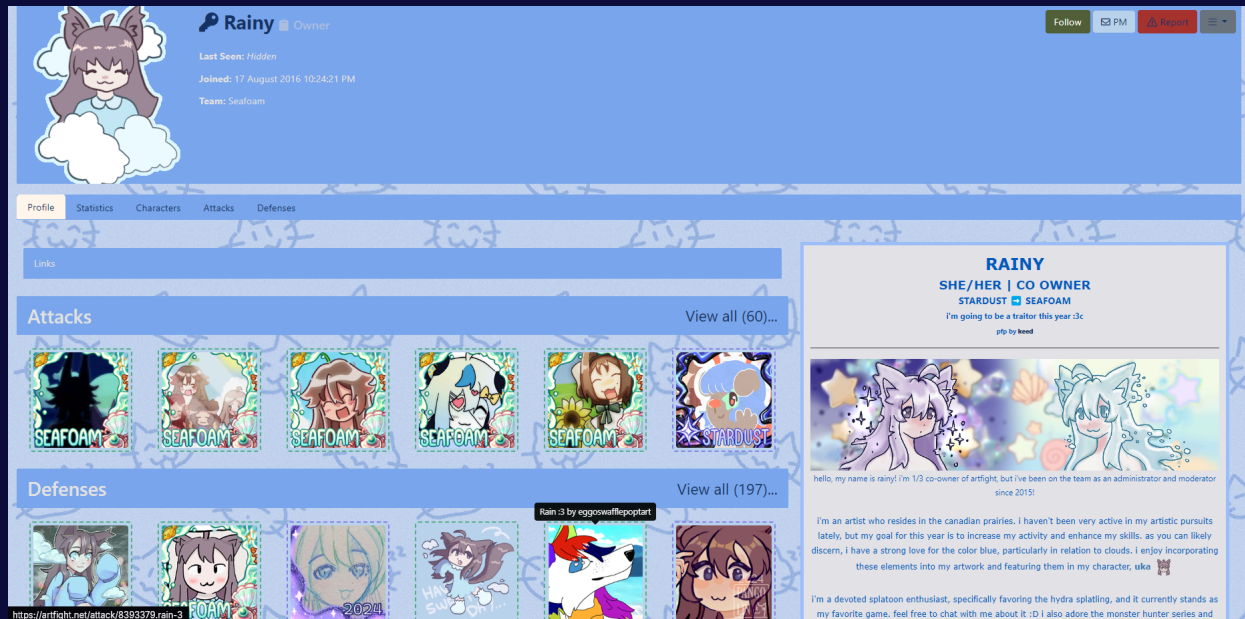 Rainy Owner
Last Seen: Hidden
Joined: 17 August 2016 10:24:21 PM
Team: Seafoam
Follow
PM
Report
Profile
Statistics
Characters
Attacks
Defenses
Links
Attacks
View all (60)...
SEAFOAM
SEAFOAM
SEAFOAM
SEAFOAM
SEAFOAM
STARDUST
Defenses
View all (197)...
Rain :3 by eggoswafflepoptart
2024
FOAM
https://artfight.net/attack/8393379.rain-3
RAINY
SHE/HER | CO OWNER
STARDUST ➡ SEAFOAM
i'm going to be a traitor this year :3c
pfp by keed
hello, my name is rainy! i'm 1/3 co-owner of artfight, but i've been on the team as an administrator and moderator
since 2015!
i'm an artist who resides in the canadian prairies. i haven't been very active in my artistic pursuits
lately, but my goal for this year is to increase my activity and enhance my skills. as you can likely
discern, i have a strong love for the color blue, particularly in relation to clouds. i enjoy incorporating
these elements into my artwork and featuring them in my character, uka
i'm a devoted splatoon enthusiast, specifically favoring the hydra splatling, and it currently stands as
my favorite game. feel free to chat with me about it :D i also adore the monster hunter series and